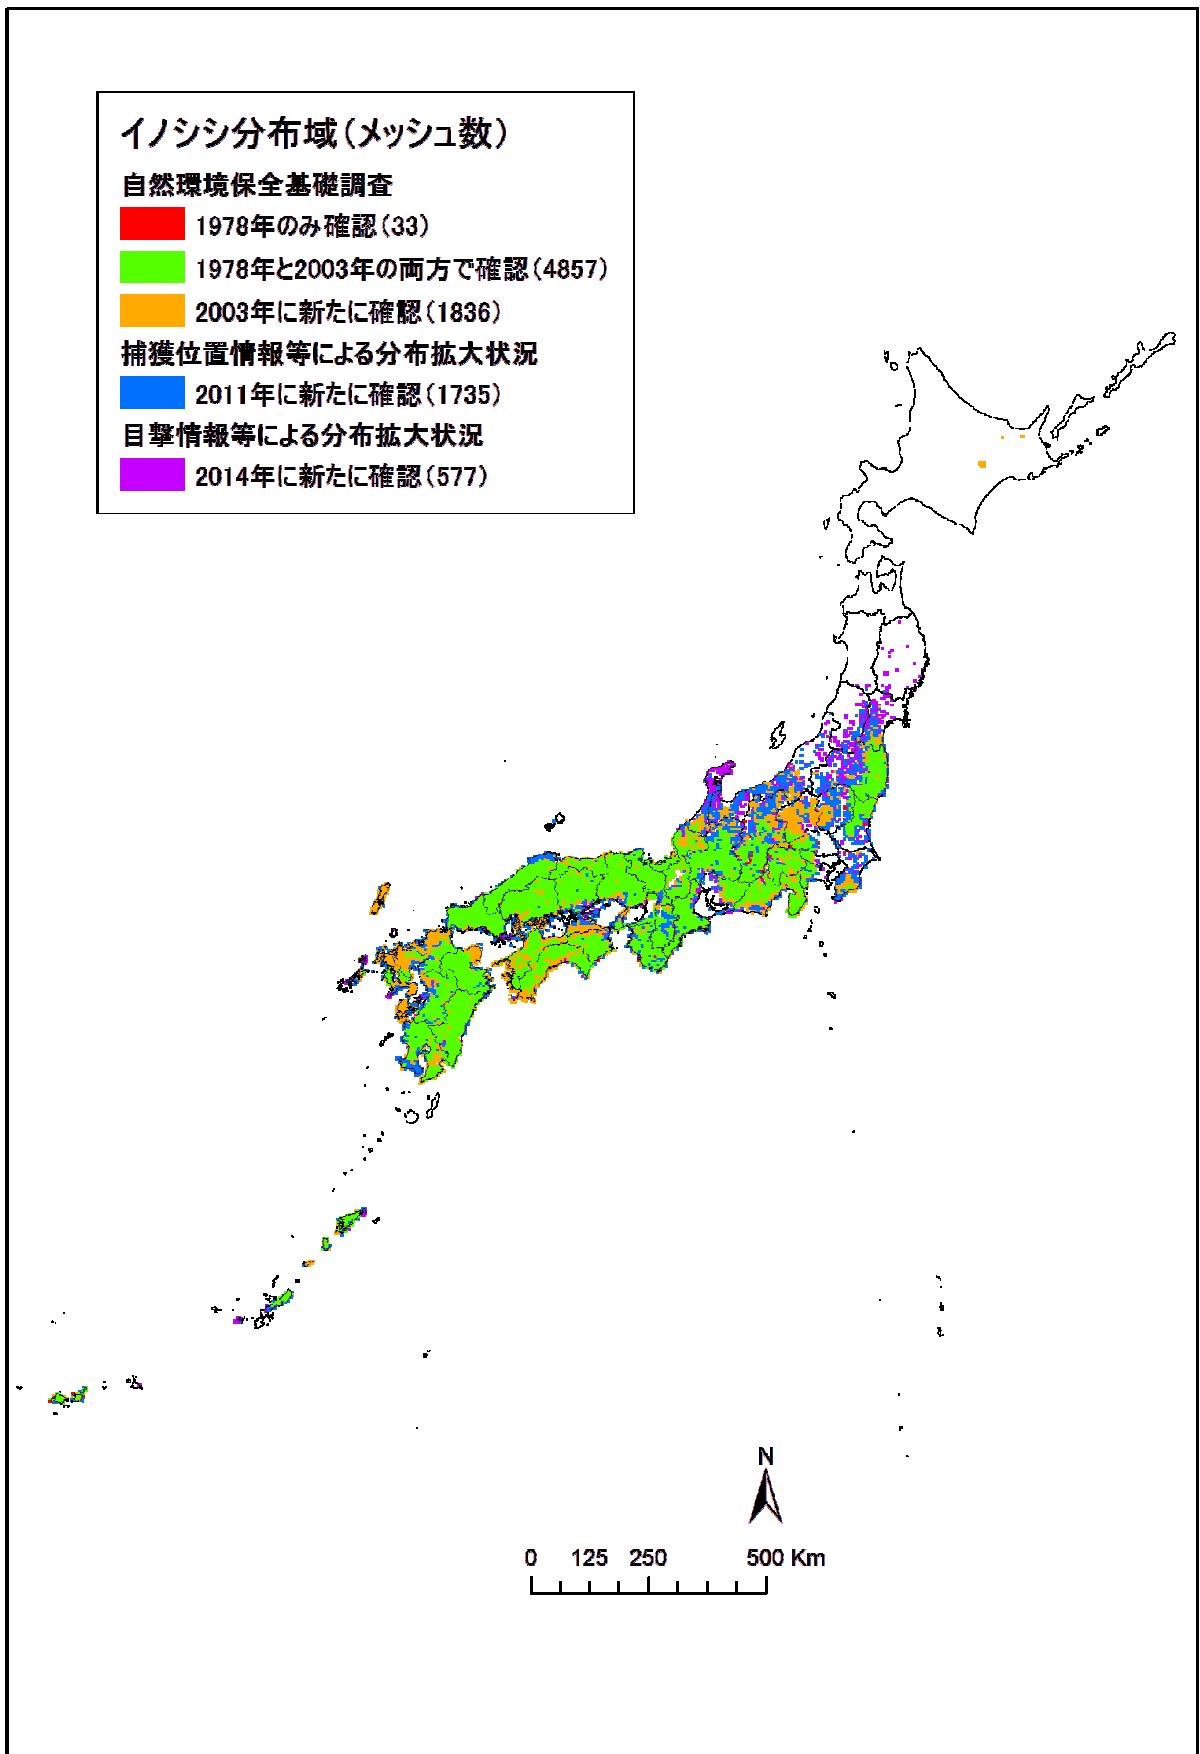 イノシシ分布域(メッシュ数)
自然環境保全基礎調査
1978年のみ確認(33)
1978年と2003年の両方で確認(4857)
2003年に新たに確認(1836)
捕獲位置情報等による分布拡大状況
2011年に新たに確認(1735)
目撃情報等による分布拡大状況
2014年に新たに確認(577)
N
0 125 250 500 Km